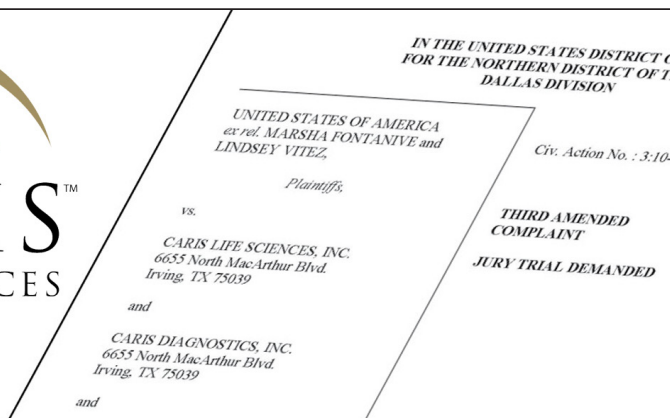 S™
CES
IN THE UNITED STATES DISTRICT
FOR THE NORTHERN DISTRICT OF
DALLAS DIVISION
UNITED STATES OF AMERICA
ex rel. MARSHA FONTANIVE and
LINDSEY VITEZ,
Plaintiffs,
vs.
CARIS LIFE SCIENCES, INC.
6655 North MacArthur Blvd.
Irving, TX 75039
and
CARIS DIAGNOSTICS, INC.
6655 North MacArthur Blvd.
Irving, TX 75039
and
Civ. Action No. : 3:10-
THIRD AMENDED
COMPLAINT
JURY TRIAL DEMANDED